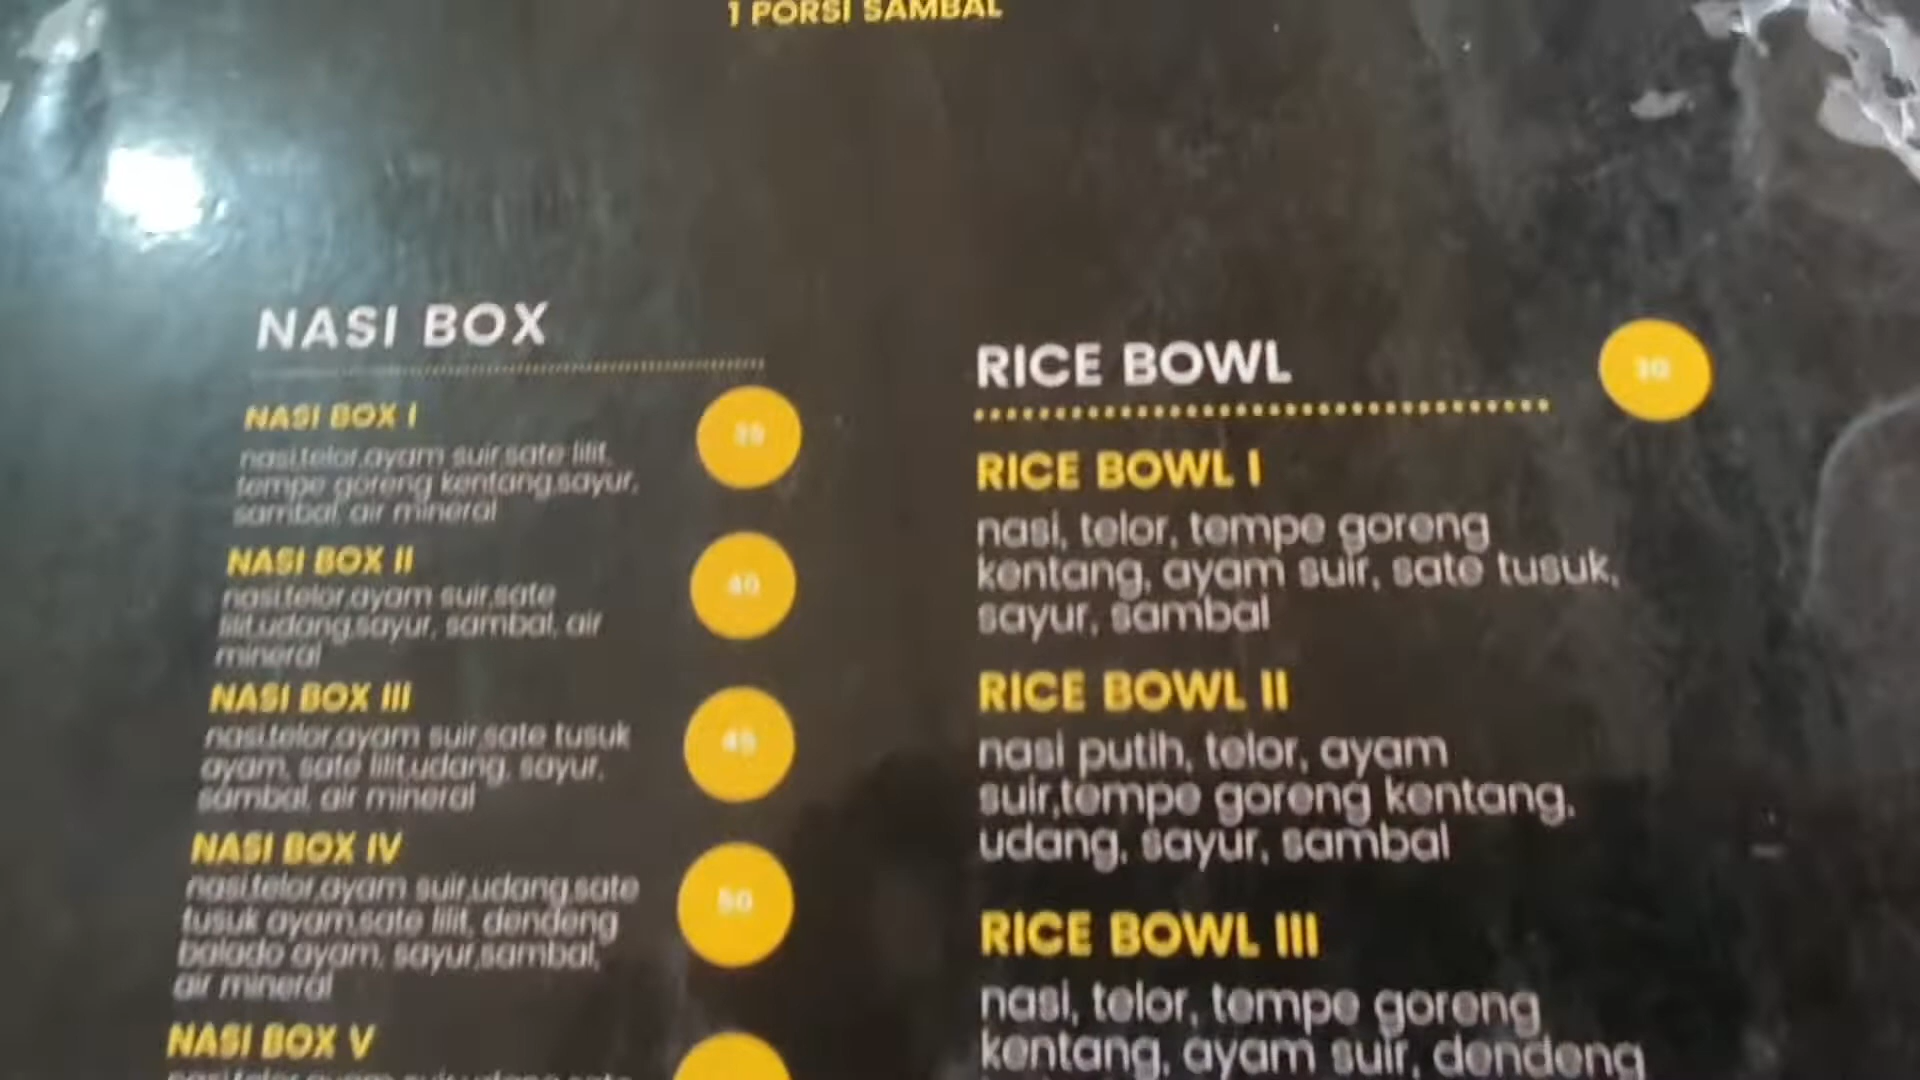 1 PORSI SAMBAL
NASI BOX
NASI BOX I
nasi,telor,ayam suir,sate lilit,
tempe goreng kentang,sayur,
sambal, air mineral
35
NASI BOX II
nasi,telor,ayam suir,sate
lilit,udang,sayur, sambal, air
mineral
40
NASI BOX III
nasi,telor,ayam suir,sate tusuk
ayam, sate lilit,udang, sayur,
sambal, air mineral
45
NASI BOX IV
nasi,telor,ayam suir,udang,sate
tusuk ayam,sate lilit, dendeng
balado ayam, sayur,sambal,
air mineral
50
NASI BOX V
RICE BOWL
30
RICE BOWL I
nasi, telor, tempe goreng
kentang, ayam suir, sate tusuk,
sayur, sambal
RICE BOWL II
nasi putih, telor, ayam
suir,tempe goreng kentang,
udang, sayur, sambal
RICE BOWL III
nasi, telor, tempe goreng
kentang, ayam suir, dendeng